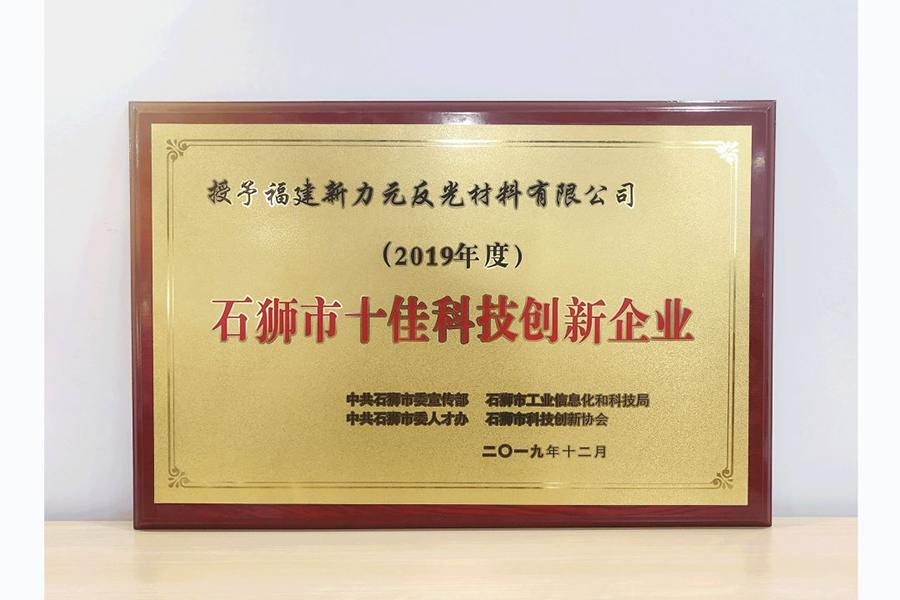 授予福建新力元反光材料有限公司
（2019年度）
石狮市十佳科技创新企业
中共石狮市委宣传部 石狮市工业信息化和科技局
中共石狮市委人才办 石狮市科技创新协会
二〇一九年十二月